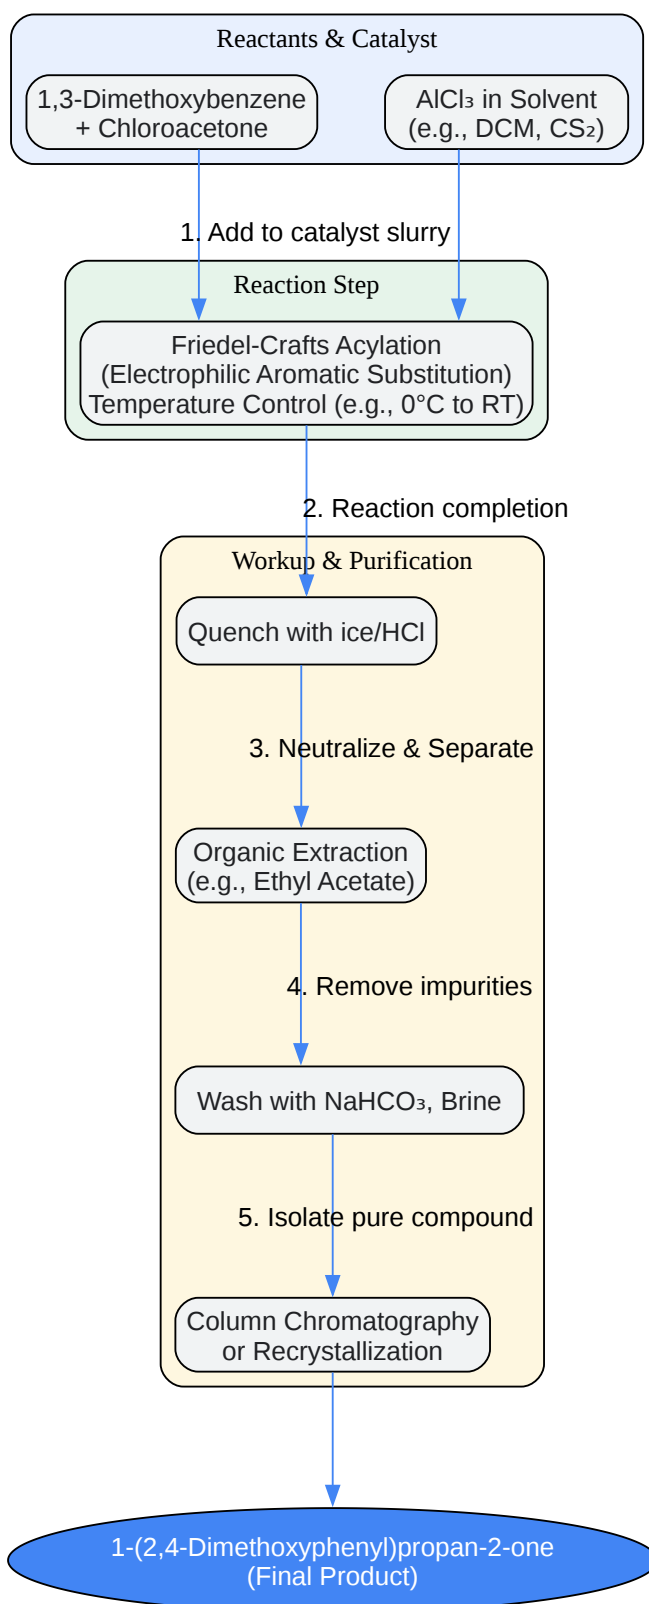 Reactants & Catalyst
1,3-Dimethoxybenzene
+ Chloroacetone
AlCl₃ in Solvent
(e.g., DCM, CS₂)
1. Add to catalyst slurry
Reaction Step
Friedel-Crafts Acylation
(Electrophilic Aromatic Substitution)
Temperature Control (e.g., 0°C to RT)
2. Reaction completion
Workup & Purification
Quench with ice/HCl
3. Neutralize & Separate
Organic Extraction
(e.g., Ethyl Acetate)
4. Remove impurities
Wash with NaHCO₃, Brine
5. Isolate pure compound
Column Chromatography
or Recrystallization
1-(2,4-Dimethoxyphenyl)propan-2-one
(Final Product)